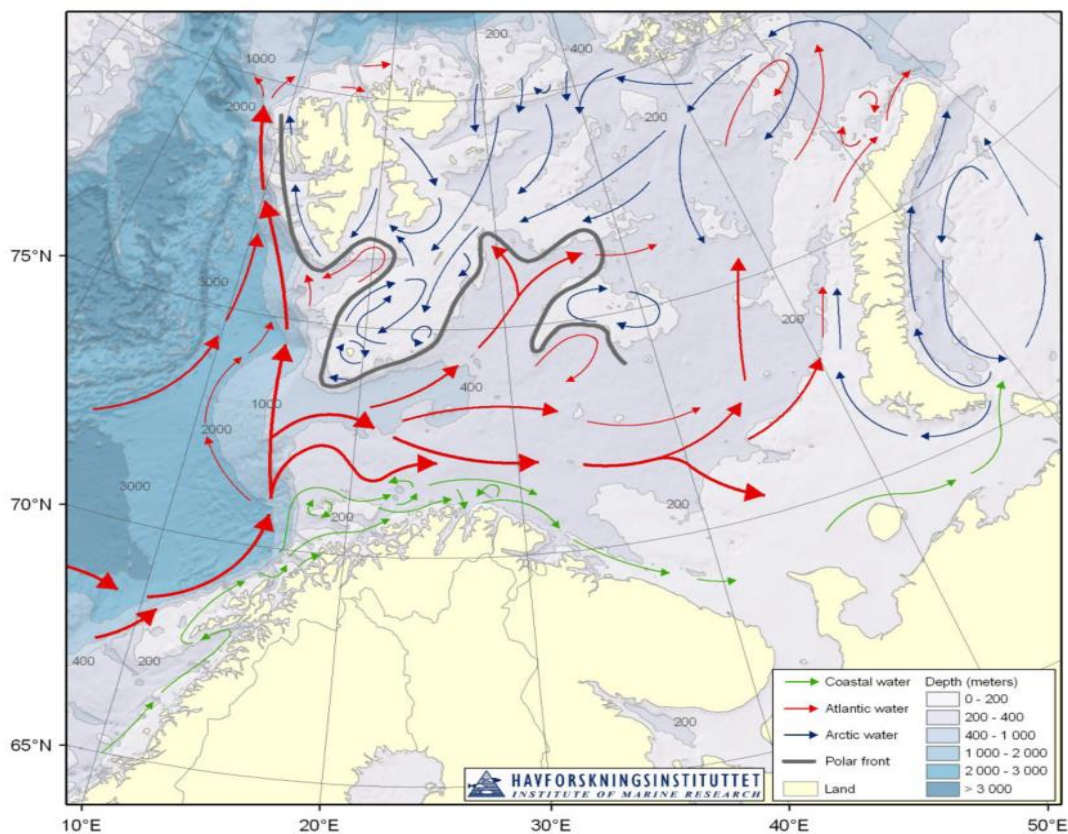 200
400
1000
2000
200
200
75°N
3000
200
400
1000
2000
3000
200
200
70°N
400
200
200
65°N
10°E
20°E
30°E
40°E
50°E
Coastal water
Atlantic water
Arctic water
Polar front
Land
Depth (meters)
0 - 200
200 - 400
400 - 1 000
1 000 - 2 000
2 000 - 3 000
> 3 000
HAVFORSKNINGSINSTITUTTET
INSTITUTE OF MARINE RESEARCH